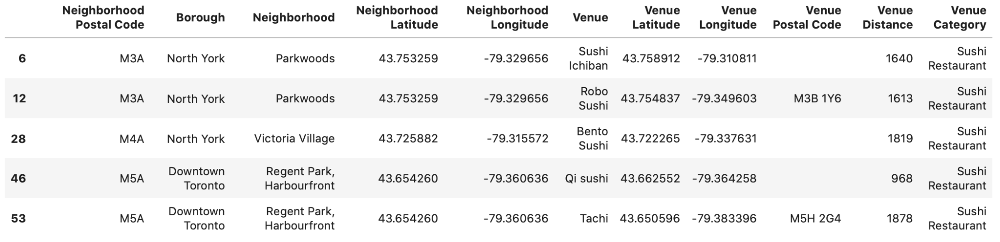 Neighborhood Postal Code Borough Neighborhood Neighborhood Latitude Neighborhood Longitude Venue Venue Latitude Venue Longitude Venue Postal Code Venue Distance Venue Category
6 M3A North York Parkwoods 43.753259 -79.329656 Sushi Ichiban 43.758912 -79.310811 1640 Sushi Restaurant
12 M3A North York Parkwoods 43.753259 -79.329656 Robo Sushi 43.754837 -79.349603 M3B 1Y6 1613 Sushi Restaurant
28 M4A North York Victoria Village 43.725882 -79.315572 Bento Sushi 43.722265 -79.337631 1819 Sushi Restaurant
46 M5A Downtown Toronto Regent Park, Harbourfront 43.654260 -79.360636 Qi sushi 43.662552 -79.364258 968 Sushi Restaurant
53 M5A Downtown Toronto Regent Park, Harbourfront 43.654260 -79.360636 Tachi 43.650596 -79.383396 M5H 2G4 1878 Sushi Restaurant